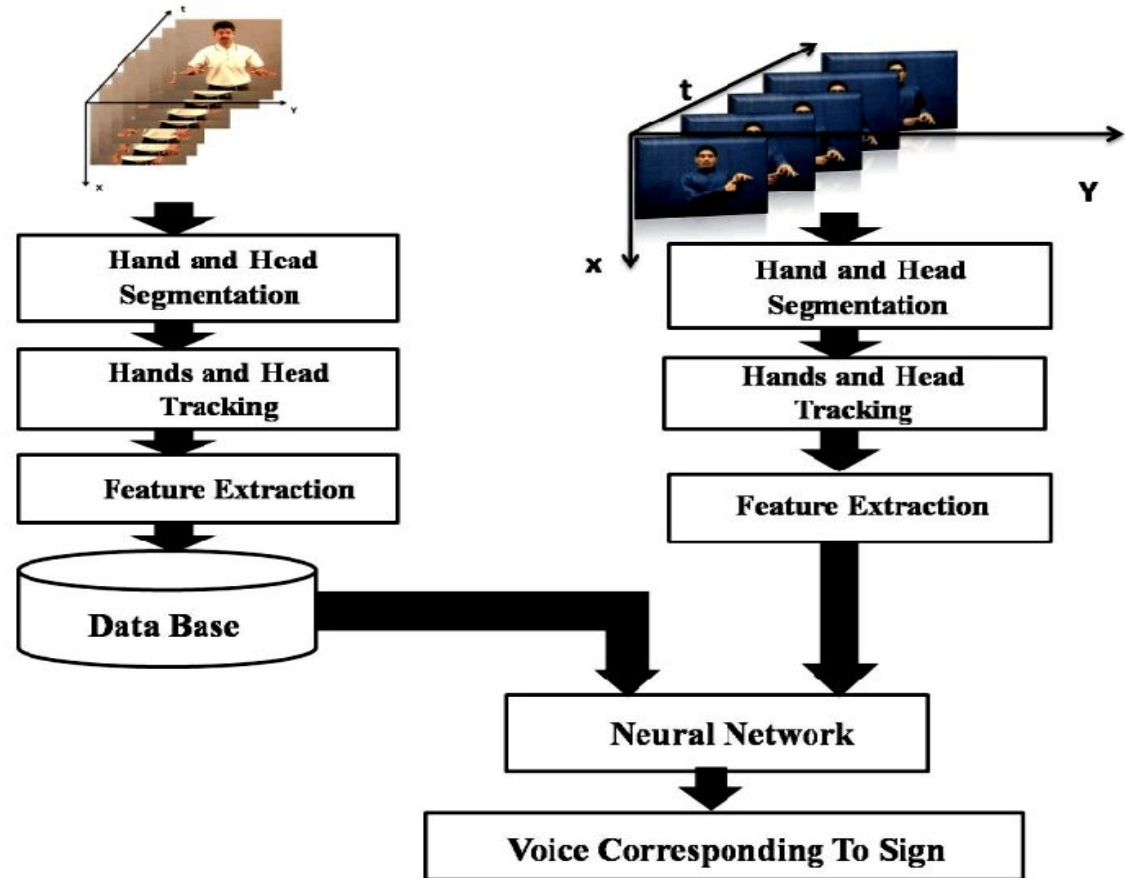 t
Y
x
Hand and Head
Segmentation
Hands and Head
Tracking
Feature Extraction
Data Base
t
Y
x
Hand and Head
Segmentation
Hands and Head
Tracking
Feature Extraction
Neural Network
Voice Corresponding To Sign